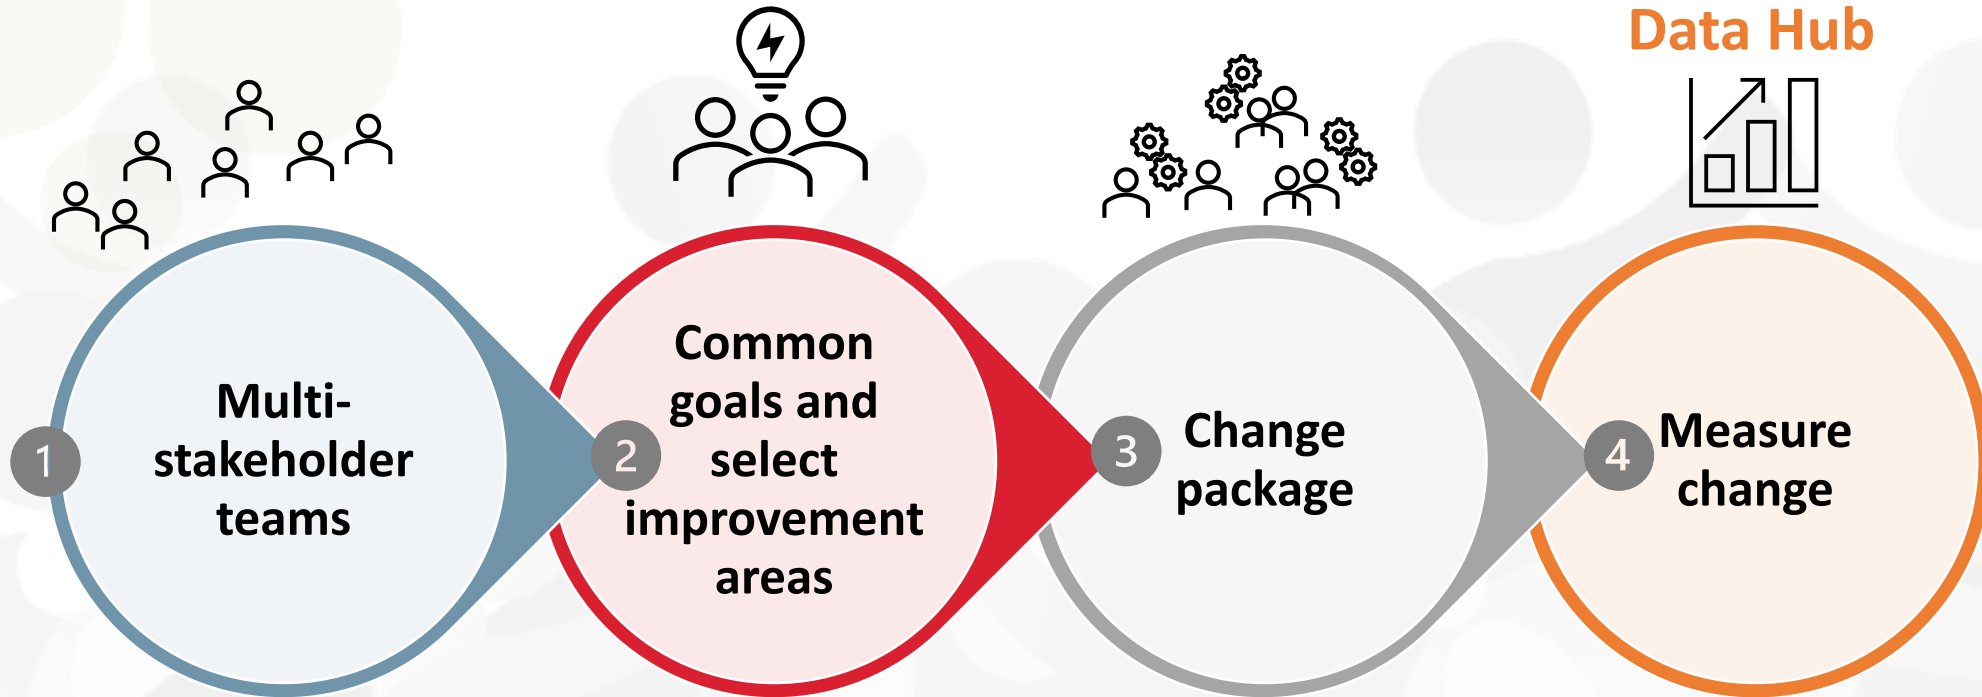 Data Hub
1
Multi-
stakeholder
teams
2
Common
goals and
select
improvement
areas
3
Change
package
4
Measure
change